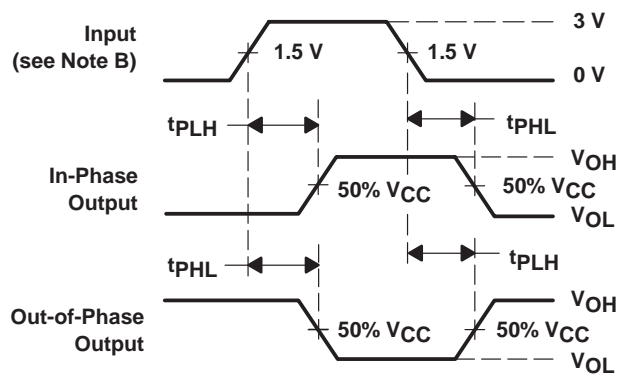 Input
(see Note B)
1.5 V
1.5 V
3 V
0 V
tPLH
tPHL
In-Phase
Output
50% VCC
50% VCC
VOH
VOL
tPHL
tPLH
Out-of-Phase
Output
50% VCC
50% VCC
VOH
VOL